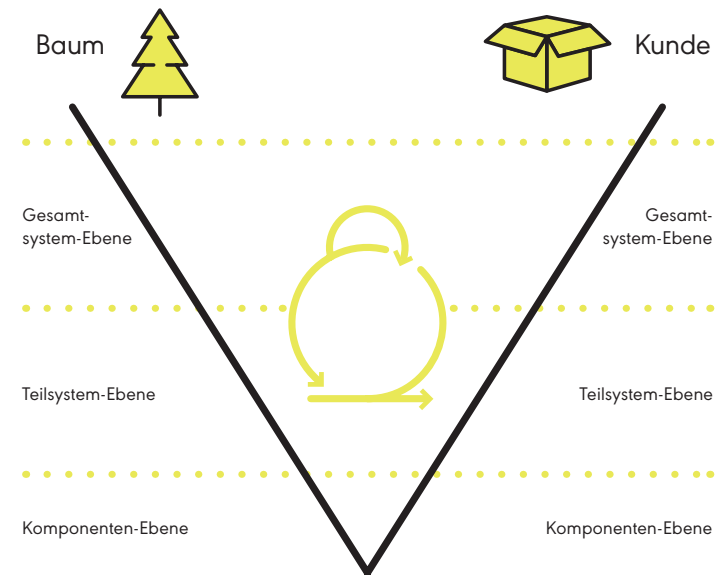 Baum
Kunde
Gesamt-
system-Ebene
Gesamt-
system-Ebene
Teilsystem-Ebene
Teilsystem-Ebene
Komponenten-Ebene
Komponenten-Ebene